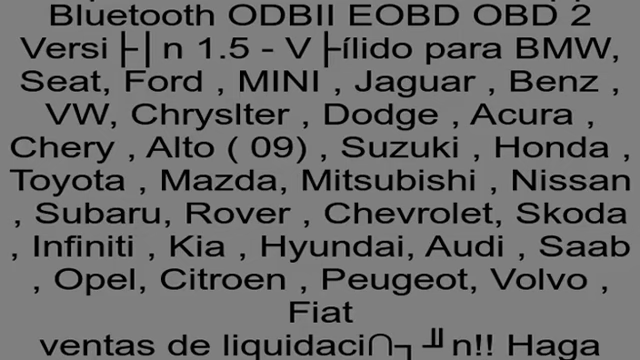 Bluetooth ODBII EOBD OBD 2
Versi├│n 1.5 - V├ílido para BMW,
Seat, Ford , MINI , Jaguar , Benz ,
VW, Chryslter , Dodge , Acura ,
Chery , Alto ( 09) , Suzuki , Honda ,
Toyota , Mazda, Mitsubishi , Nissan
, Subaru, Rover , Chevrolet, Skoda
, Infiniti , Kia , Hyundai, Audi , Saab
, Opel, Citroen , Peugeot, Volvo ,
Fiat
ventas de liquidaci∩┐╜n!! Haga